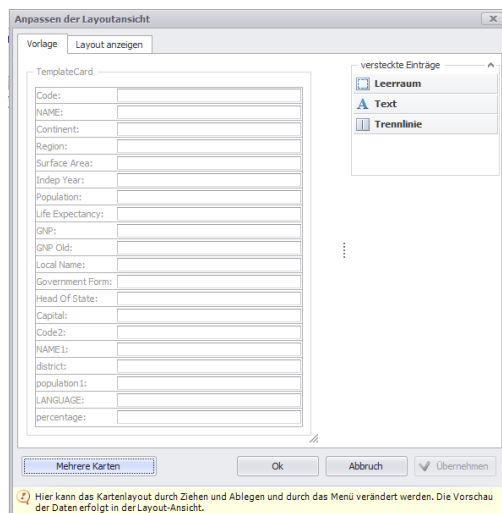 Anpassen der Layoutansicht
Vorlage
Layout anzeigen
TemplateCard
Code:
NAME:
Continent:
Region:
Surface Area:
Indep Year:
Population:
Life Expectancy:
GNP:
GNP Old:
Local Name:
Government Form:
Head Of State:
Capital:
Code2:
NAME1:
district:
population1:
LANGUAGE:
percentage:
versteckte Einträge
Leerraum
Text
Trennlinie
Mehrere Karten
Ok
Abbruch
Übernehmen
Hier kann das Kartenlayout durch Ziehen und Ablegen und durch das Menü verändert werden. Die Vorschau
der Daten erfolgt in der Layout-Ansicht.